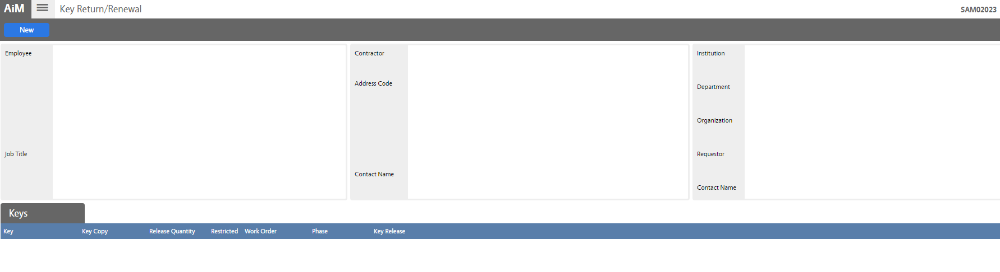 AiM Key Return/Renewal SAM02023
New
Employee
Job Title
Contractor
Address Code
Contact Name
Institution
Department
Organization
Requestor
Contact Name
Keys
Key Key Copy Release Quantity Restricted Work Order Phase Key Release